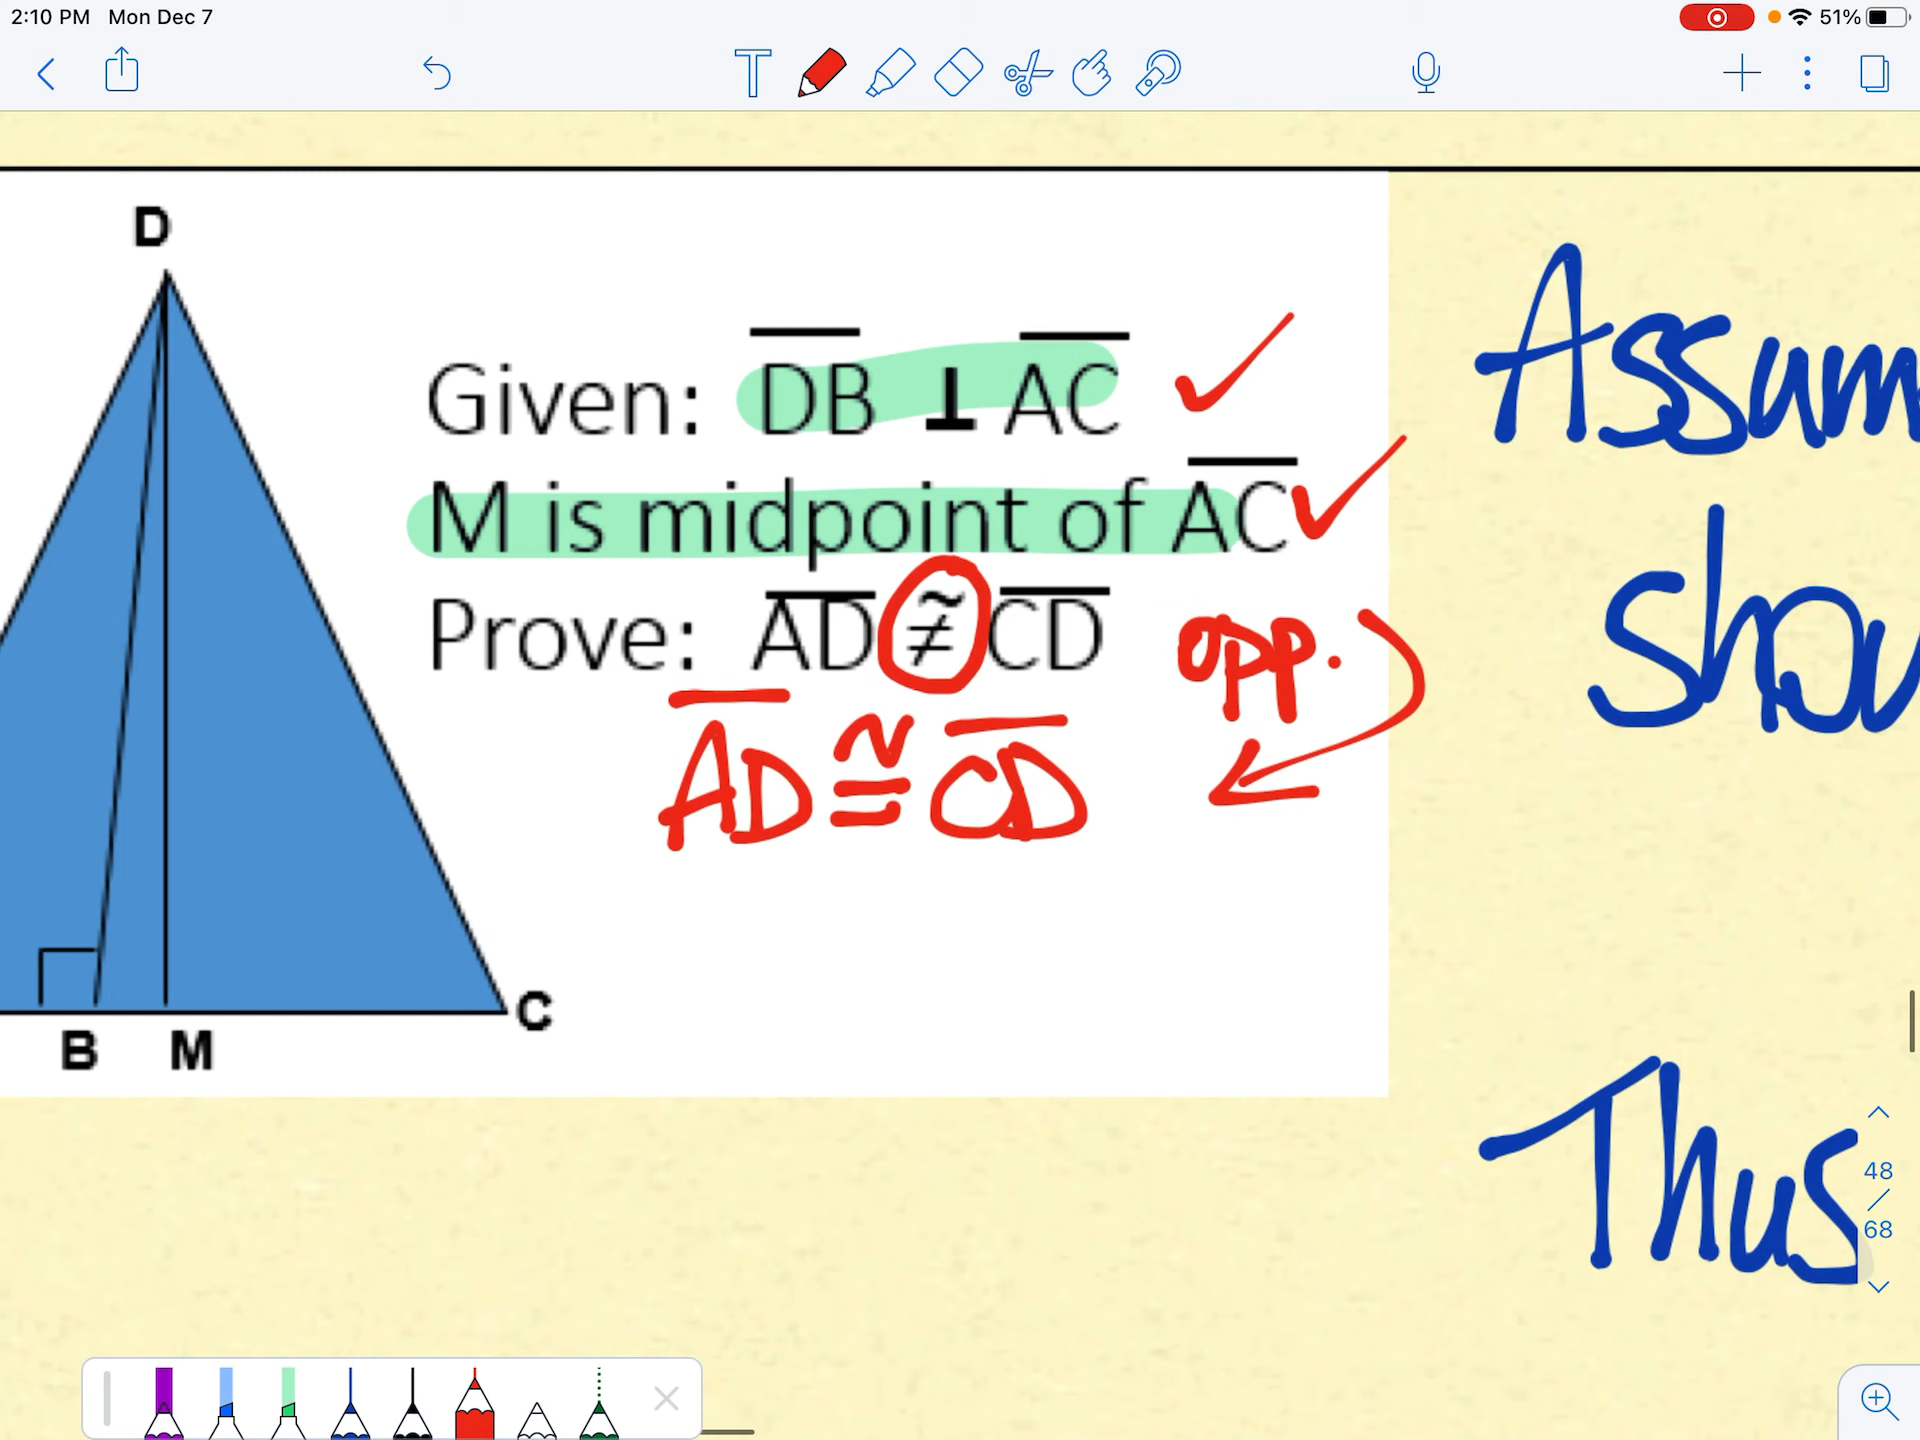 2:10 PM Mon Dec 7
51%
T
D
Given: DB ⊥ AC
M is midpoint of AC
Prove: AD ≇ CD
opp.
AD ≅ CD
C
B M
Assum
Show
Thus
48
/
68